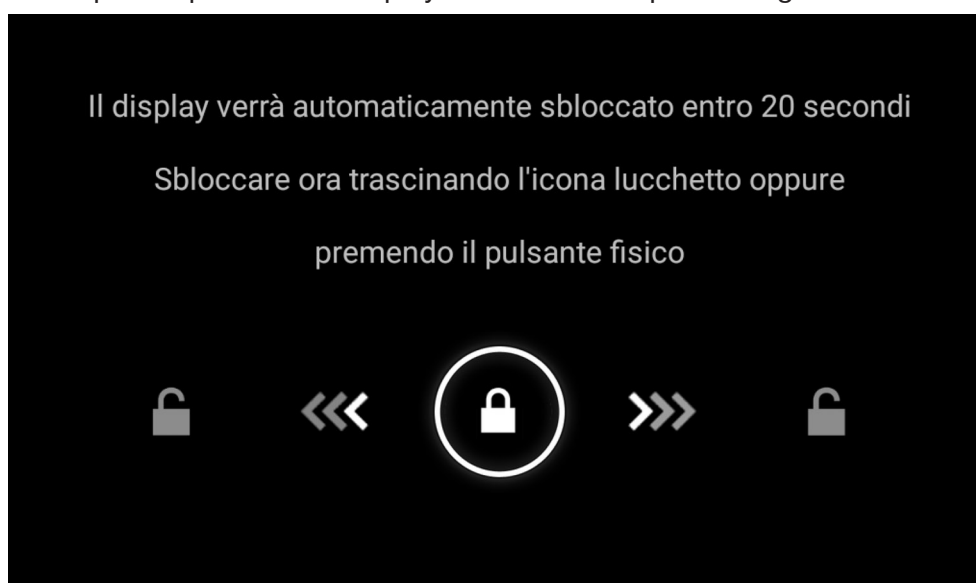 Il display verrà automaticamente sbloccato entro 20 secondi
Sbloccare ora trascinando l'icona lucchetto oppure
premendo il pulsante fisico